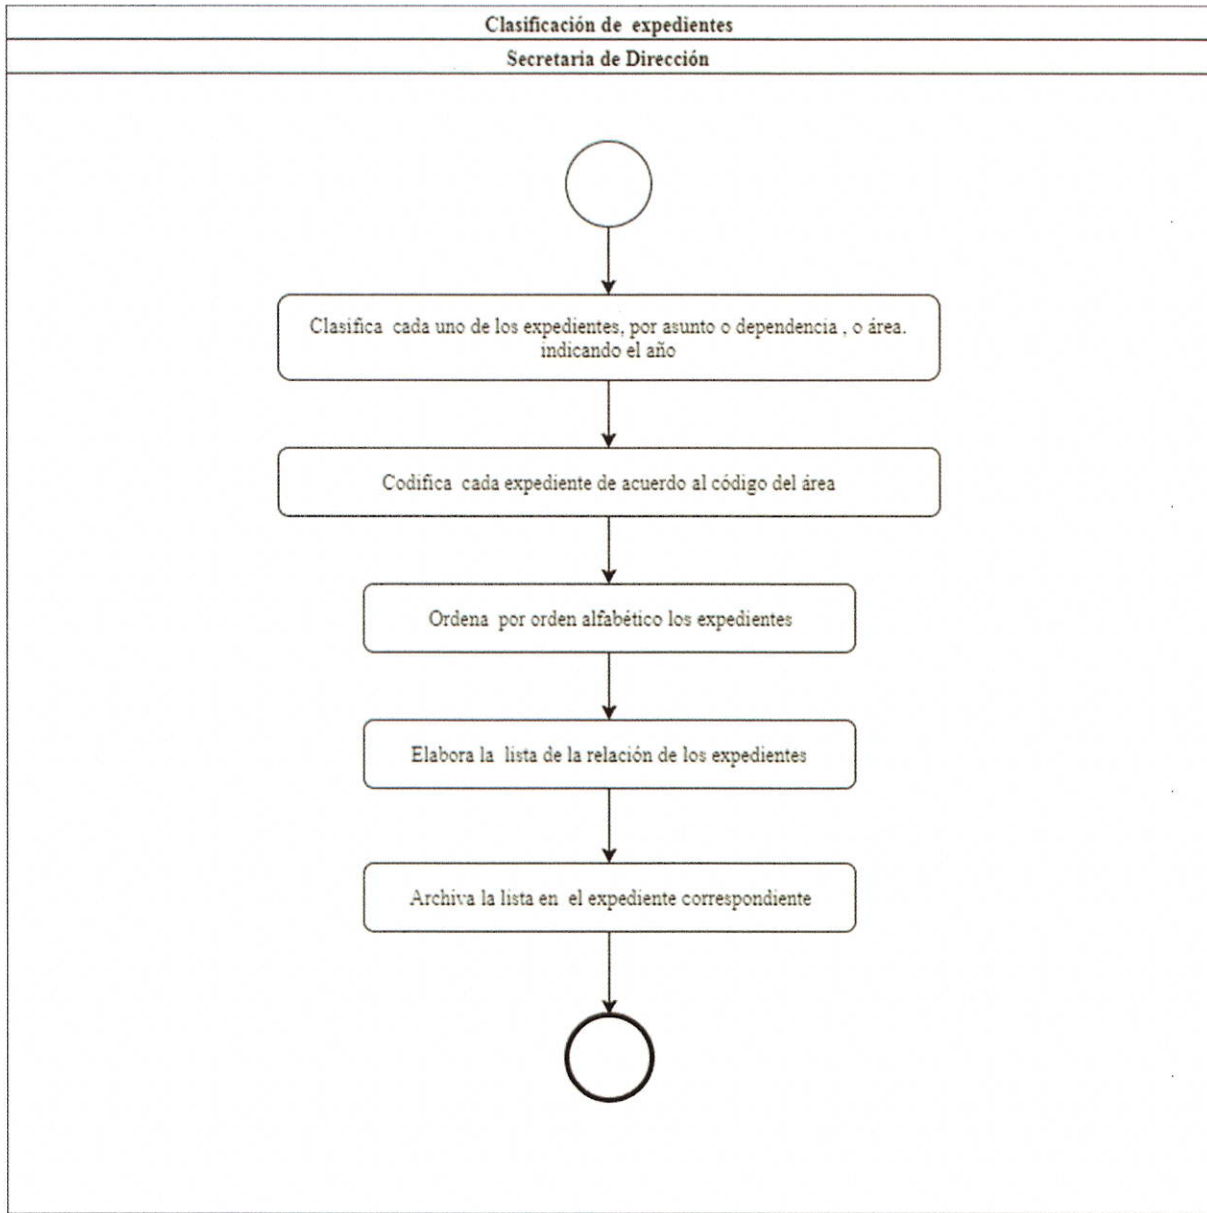 Clasificación de expedientes
Secretaria de Dirección
Clasifica cada uno de los expedientes, por asunto o dependencia , o área.
indicando el año
Codifica cada expediente de acuerdo al código del área
Ordena por orden alfabético los expedientes
Elabora la lista de la relación de los expedientes
Archiva la lista en el expediente correspondiente